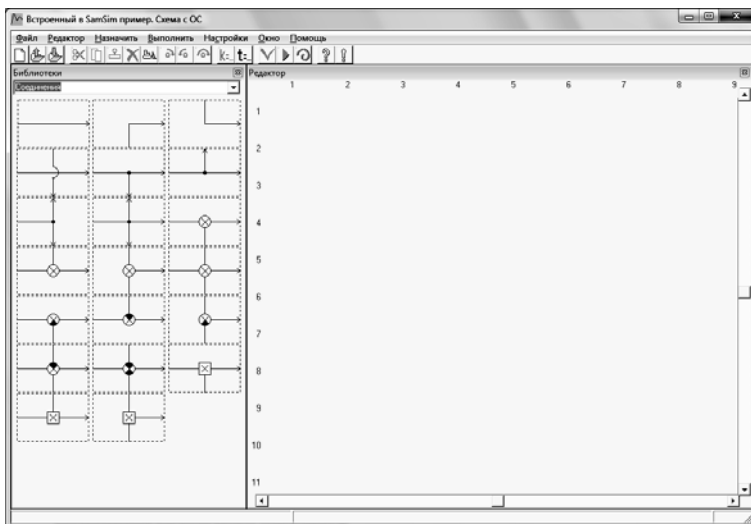 Встроенный в SamSim пример. Схема с ОС
Файл Редактор Назначить Выполнить Настройки Окно Помощь
k= t=
Библиотеки
Соединения
Редактор
1 2 3 4 5 6 7 8 9
1
2
3
4
5
6
7
8
9
10
11